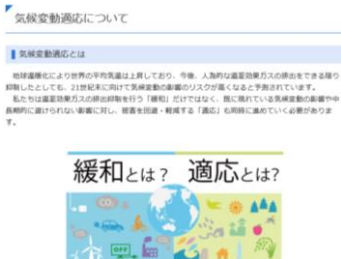 気候変動適応について
気候変動適応とは
地球温暖化により世界の平均気温は上昇しており、今後、人為的な温室効果ガスの排出をできる限り
抑制したとしても、21世紀末に向けて気候変動の影響のリスクが高くなると予測されています。
私たちは温室効果ガスの排出抑制を行う「緩和」だけではなく、既に現れている気候変動の影響や中
長期的に避けられない影響に対し、被害を回避・軽減する「適応」も同時に進めていく必要がありま
す。
緩和とは? 適応とは?
CO₂
OFF